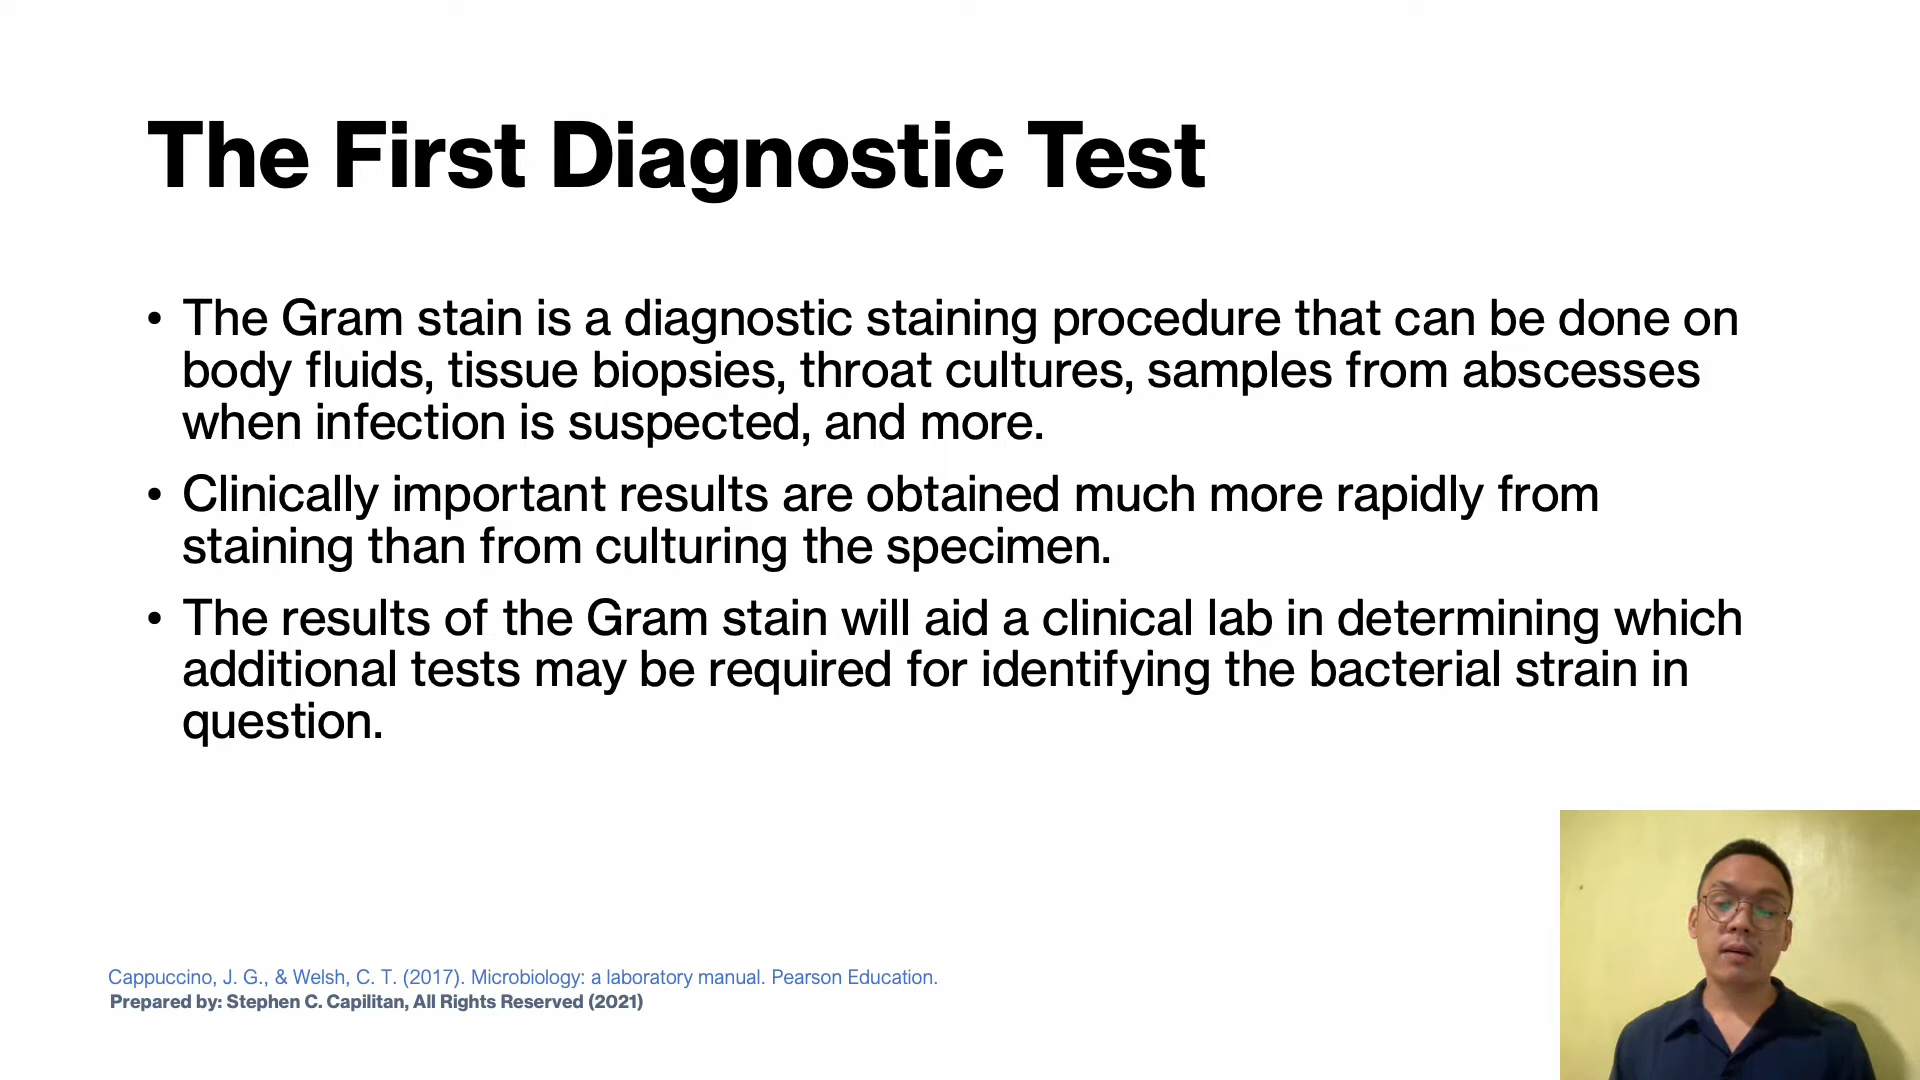 The First Diagnostic Test
• The Gram stain is a diagnostic staining procedure that can be done on
body fluids, tissue biopsies, throat cultures, samples from abscesses
when infection is suspected, and more.
• Clinically important results are obtained much more rapidly from
staining than from culturing the specimen.
• The results of the Gram stain will aid a clinical lab in determining which
additional tests may be required for identifying the bacterial strain in
question.
Cappuccino, J. G., & Welsh, C. T. (2017). Microbiology: a laboratory manual. Pearson Education.
Prepared by: Stephen C. Capilitan, All Rights Reserved (2021)